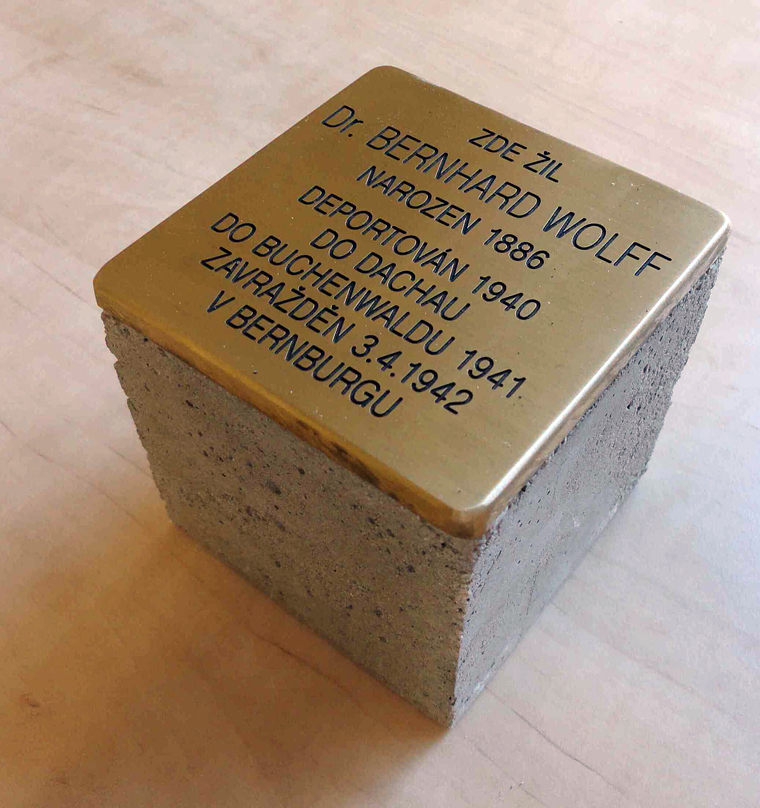 ZDE ŽIL
Dr. BERNHARD WOLFF
NAROZEN 1886
DEPORTOVÁN 1940
DO DACHAU
DO BUCHENWALDU 1941
ZAVRAŽDĚN 3.4.1942
V BERNBURGU